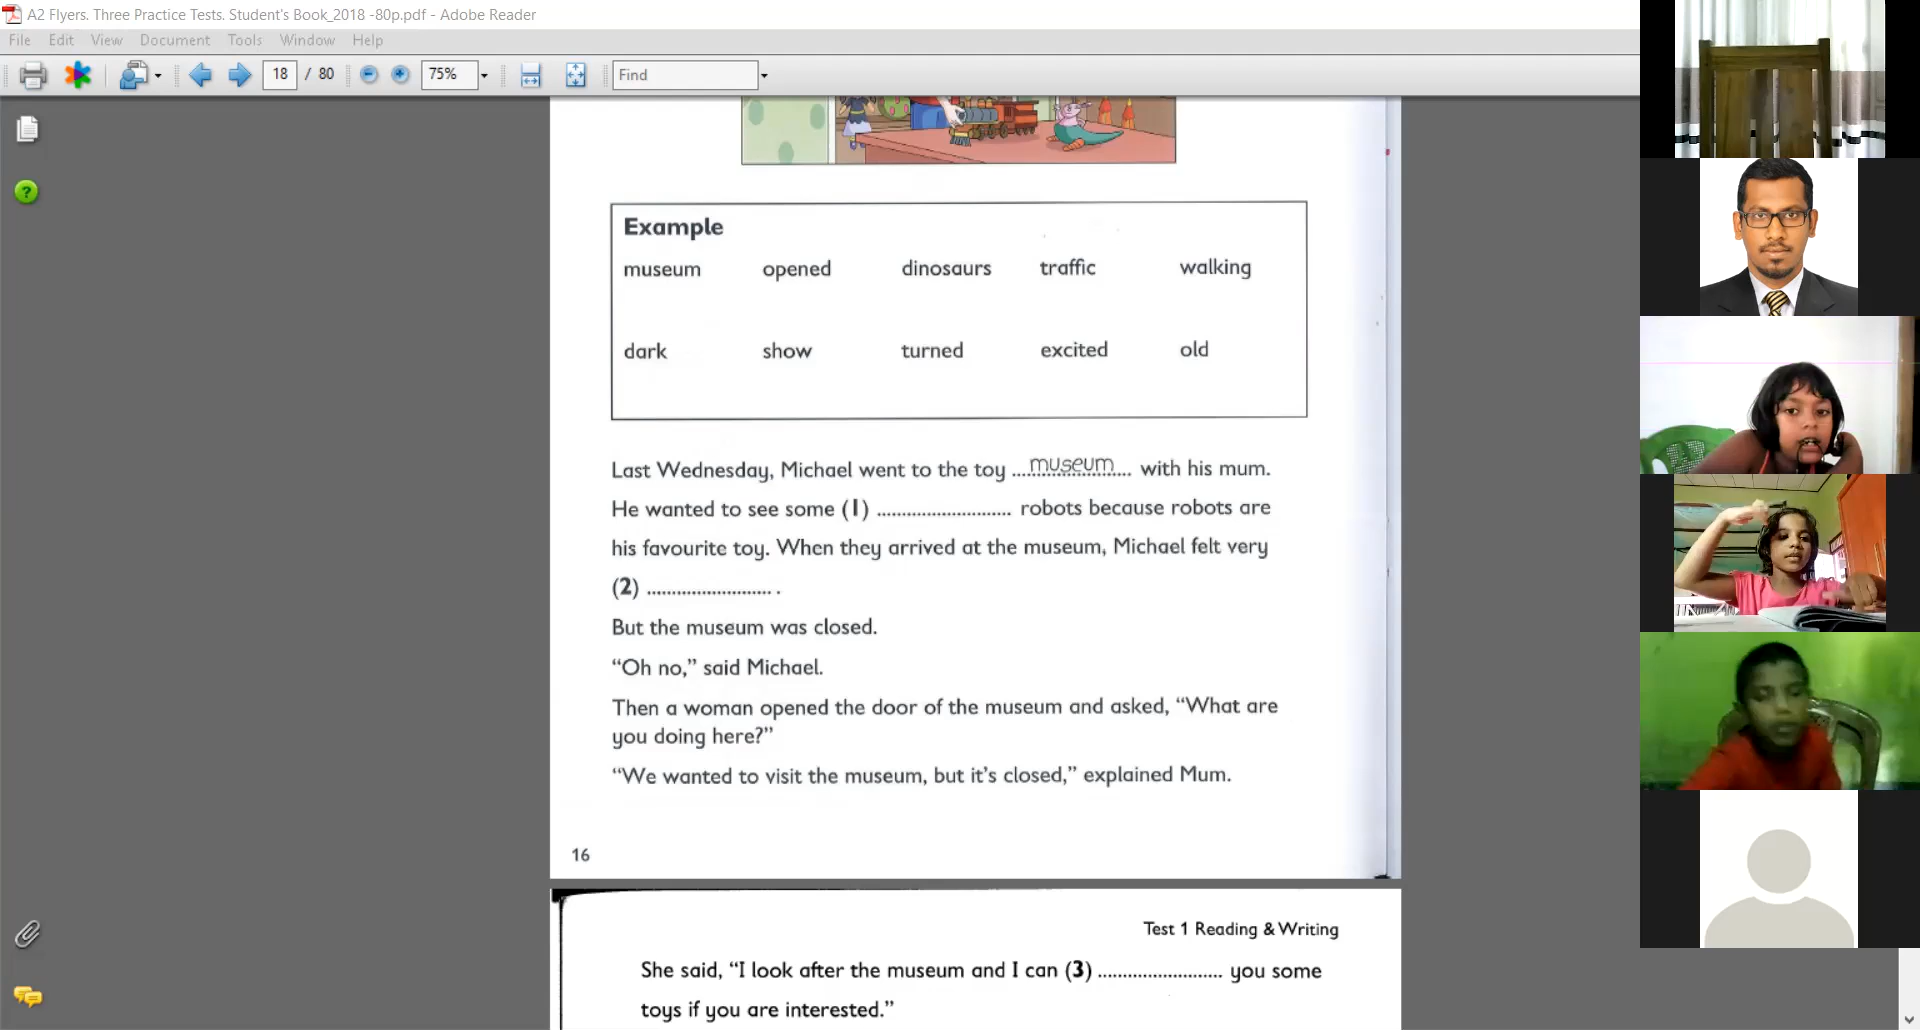 A2 Flyers. Three Practice Tests. Student's Book_2018 -80p.pdf - Adobe Reader
File Edit View Document Tools Window Help
18 / 80 75% Find
Example
museum opened dinosaurs traffic walking
dark show turned excited old
Last Wednesday, Michael went to the toy ...museum... with his mum.
He wanted to see some (1) ........................... robots because robots are
his favourite toy. When they arrived at the museum, Michael felt very
(2) ......................... .
But the museum was closed.
“Oh no,” said Michael.
Then a woman opened the door of the museum and asked, “What are
you doing here?”
“We wanted to visit the museum, but it’s closed,” explained Mum.
16
Test 1 Reading & Writing
She said, “I look after the museum and I can (3) ......................... you some
toys if you are interested.”